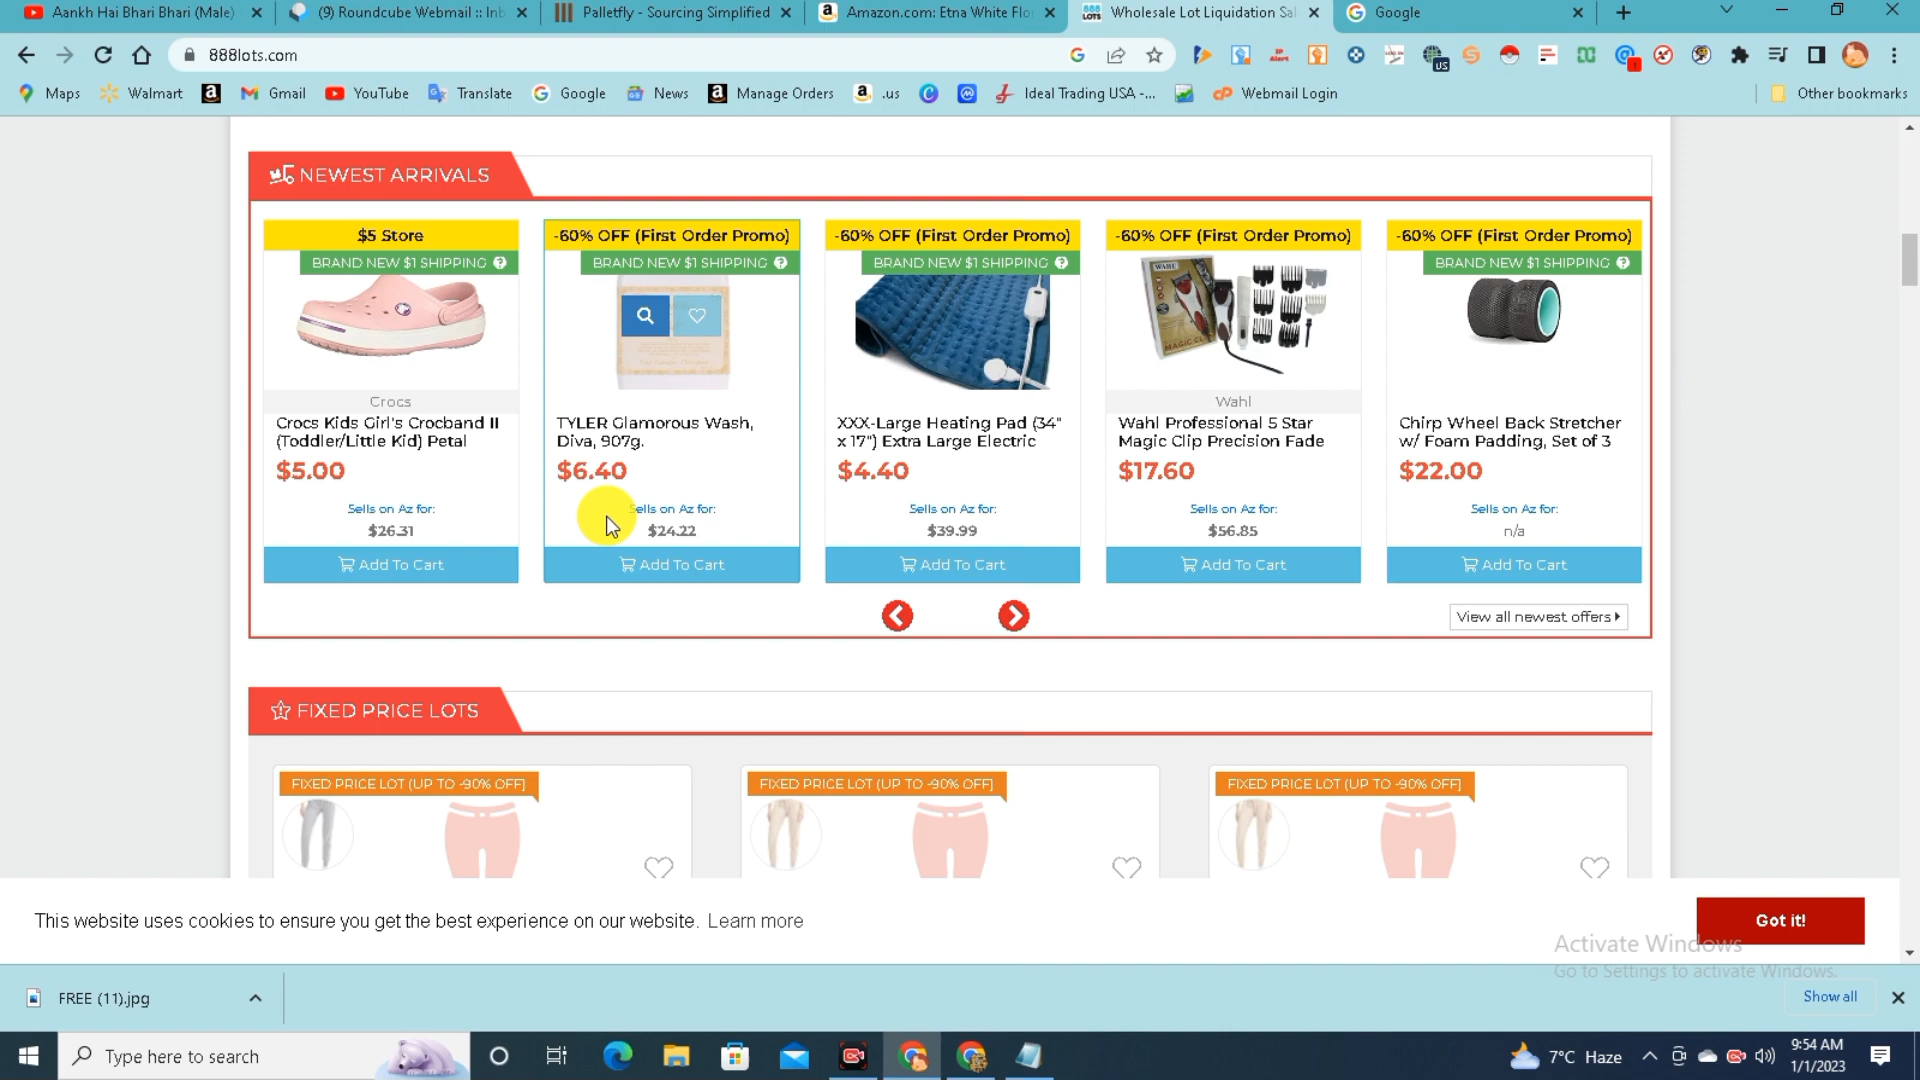 Aankh Hai Bhari Bhari (Male)
(9) Roundcube Webmail :: Inb
Palletfly - Sourcing Simplified
Amazon.com: Etna White Flo
Wholesale Lot Liquidation Sal
Google
888lots.com
Maps
Walmart
Gmail
YouTube
Translate
Google
News
Manage Orders
.us
Ideal Trading USA -...
Webmail Login
Other bookmarks
NEWEST ARRIVALS
$5 Store
BRAND NEW $1 SHIPPING
Crocs
Crocs Kids Girl's Crocband II
(Toddler/Little Kid) Petal
$5.00
Sells on Az for:
$26.31
Add To Cart
-60% OFF (First Order Promo)
BRAND NEW $1 SHIPPING
TYLER Glamorous Wash,
Diva, 907g.
$6.40
Sells on Az for:
$24.22
Add To Cart
-60% OFF (First Order Promo)
BRAND NEW $1 SHIPPING
XXX-Large Heating Pad (34"
x 17") Extra Large Electric
$4.40
Sells on Az for:
$39.99
Add To Cart
-60% OFF (First Order Promo)
WAHL
MAGIC CL
Wahl
Wahl Professional 5 Star
Magic Clip Precision Fade
$17.60
Sells on Az for:
$56.85
Add To Cart
-60% OFF (First Order Promo)
BRAND NEW $1 SHIPPING
Chirp Wheel Back Stretcher
w/ Foam Padding, Set of 3
$22.00
Sells on Az for:
n/a
Add To Cart
View all newest offers
FIXED PRICE LOTS
FIXED PRICE LOT (UP TO -90% OFF)
FIXED PRICE LOT (UP TO -90% OFF)
FIXED PRICE LOT (UP TO -90% OFF)
This website uses cookies to ensure you get the best experience on our website. Learn more
Got it!
Activate Windows
Go to Settings to activate Windows.
FREE (11).jpg
Show all
Type here to search
7°C Haze
9:54 AM
1/1/2023